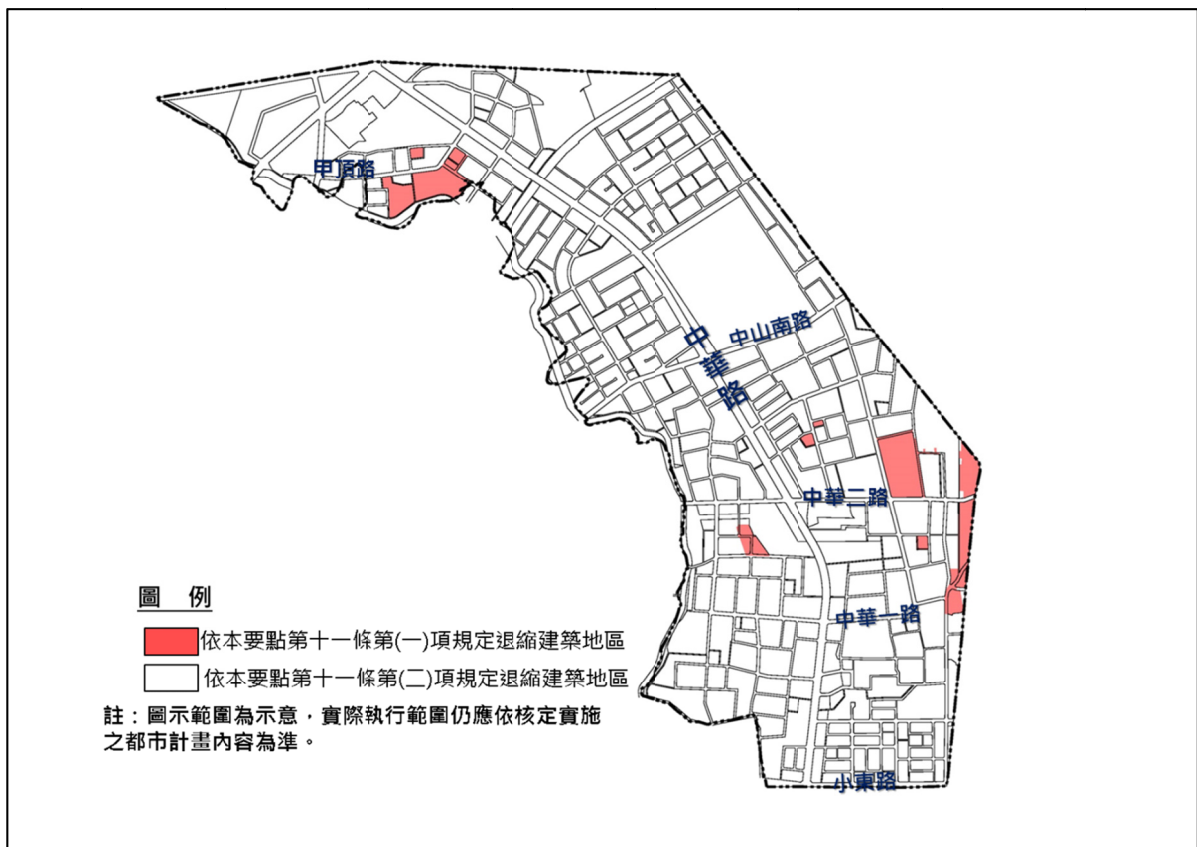 甲頂路
中山南路
中華路
中華二路
中華一路
小東路
圖 例
依本要點第十一條第(一)項規定退縮建築地區
依本要點第十一條第(二)項規定退縮建築地區
註：圖示範圍為示意，實際執行範圍仍應依核定實施
之都市計畫內容為準。